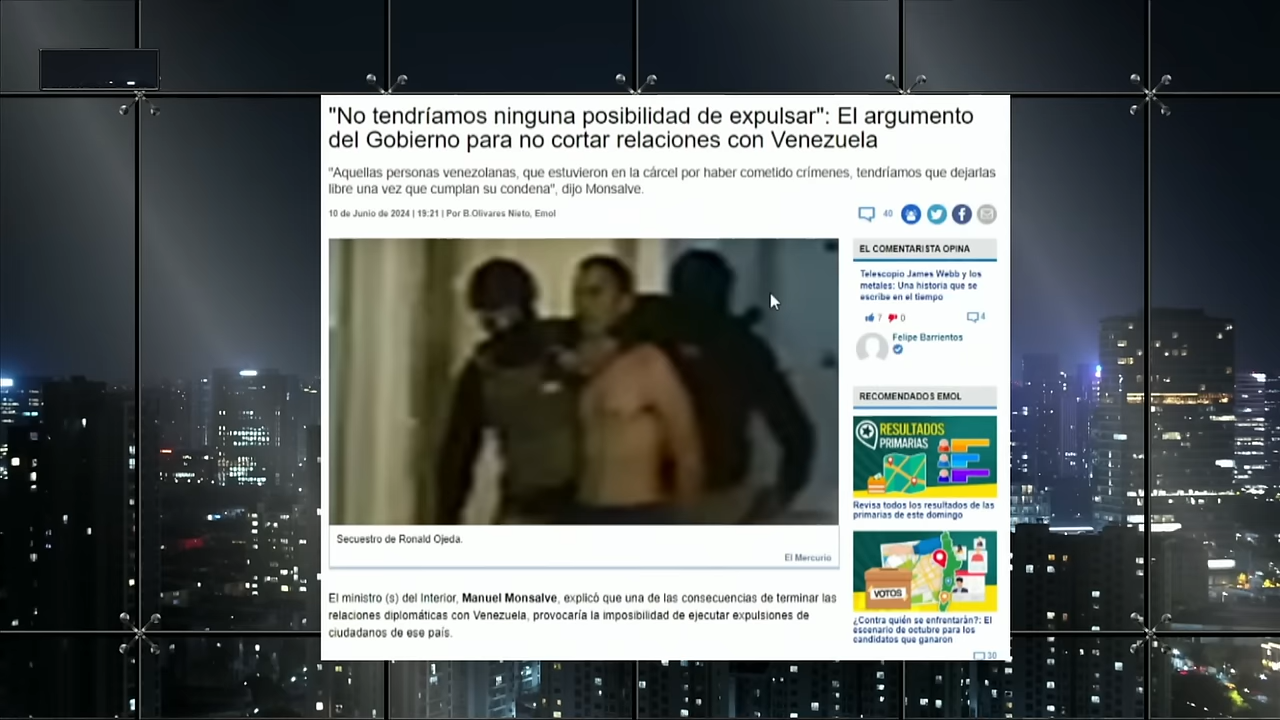 "No tendríamos ninguna posibilidad de expulsar": El argumento
del Gobierno para no cortar relaciones con Venezuela
"Aquellas personas venezolanas, que estuvieron en la cárcel por haber cometido crímenes, tendríamos que dejarlas
libre una vez que cumplan su condena", dijo Monsalve.
10 de Junio de 2024 | 19:21 | Por B.Olivares Nieto, Emol
40
Secuestro de Ronald Ojeda.
El Mercurio
El ministro (s) del Interior, Manuel Monsalve, explicó que una de las consecuencias de terminar las
relaciones diplomáticas con Venezuela, provocaría la imposibilidad de ejecutar expulsiones de
ciudadanos de ese país.
EL COMENTARISTA OPINA
Telescopio James Webb y los
metales: Una historia que se
escribe en el tiempo
7 0 4
Felipe Barrientos
RECOMENDADOS EMOL
RESULTADOS
PRIMARIAS
Revisa todos los resultados de las
primarias de este domingo
VOTOS
¿Contra quién se enfrentarán?: El
escenario de octubre para los
candidatos que ganaron
30